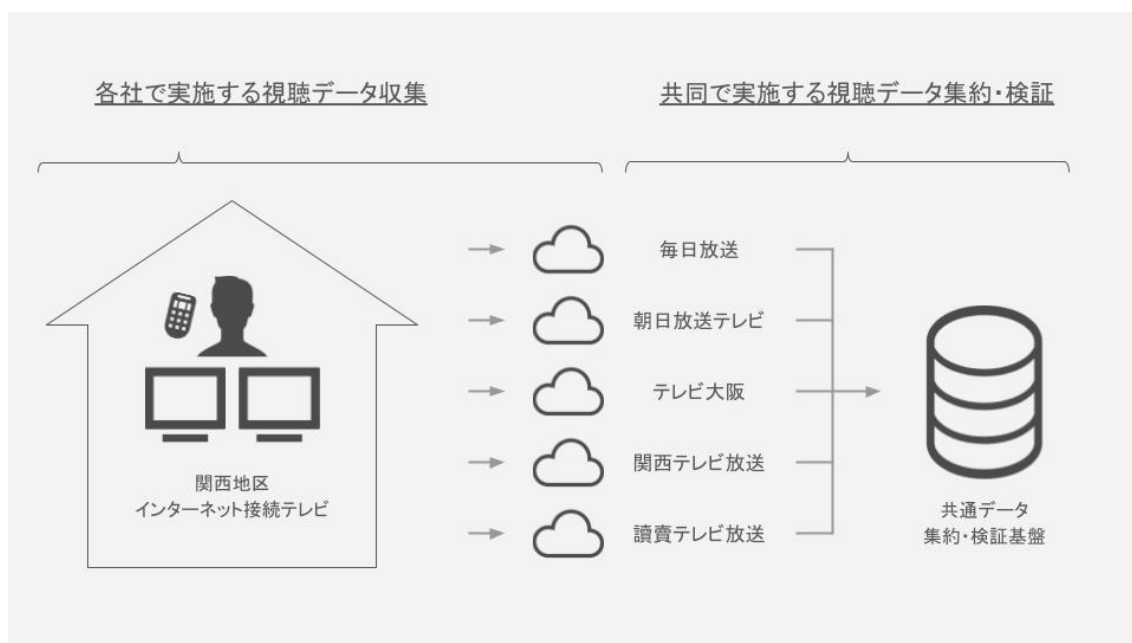 各社で実施する視聴データ収集
共同で実施する視聴データ集約・検証
毎日放送
朝日放送テレビ
テレビ大阪
関西テレビ放送
讀賣テレビ放送
関西地区
インターネット接続テレビ
共通データ
集約・検証基盤